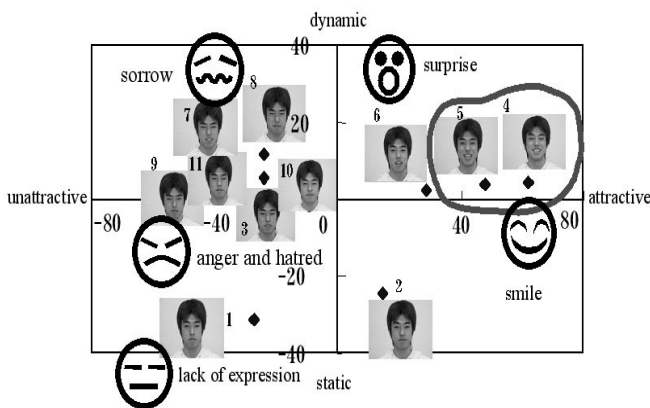 dynamic
40
sorrow
surprise
8
7
6
5
4
20
9
11
10
unattractive
attractive
-80
-40
3
0
40
80
anger and hatred
-20
2
smile
1
-40
lack of expression
static